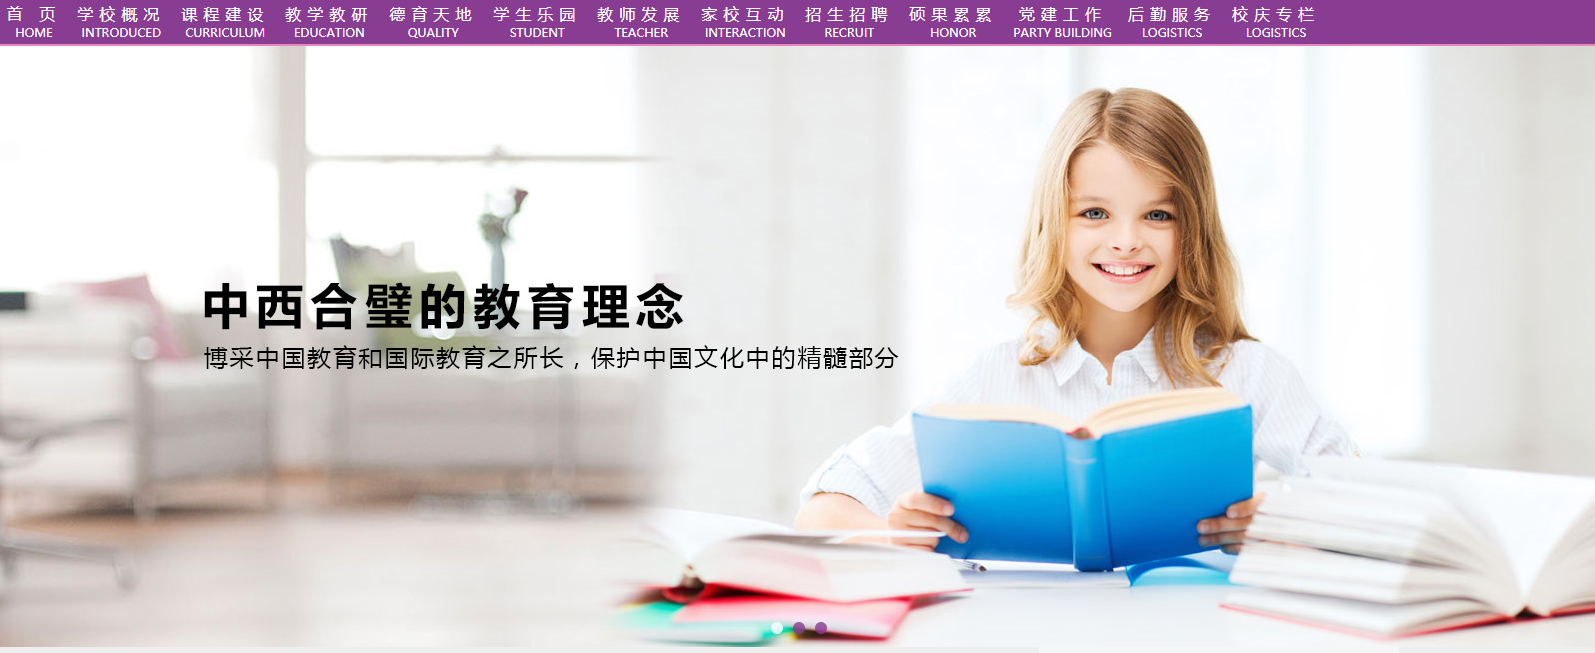 首 页 学校概况 课程建设 教学教研 德育天地 学生乐园 教师发展 家校互动 招生招聘 硕果累累 党建工作 后勤服务 校庆专栏
HOME INTRODUCED CURRICULUM EDUCATION QUALITY STUDENT TEACHER INTERACTION RECRUIT HONOR PARTY BUILDING LOGISTICS LOGISTICS
中西合璧的教育理念
博采中国教育和国际教育之所长，保护中国文化中的精髓部分